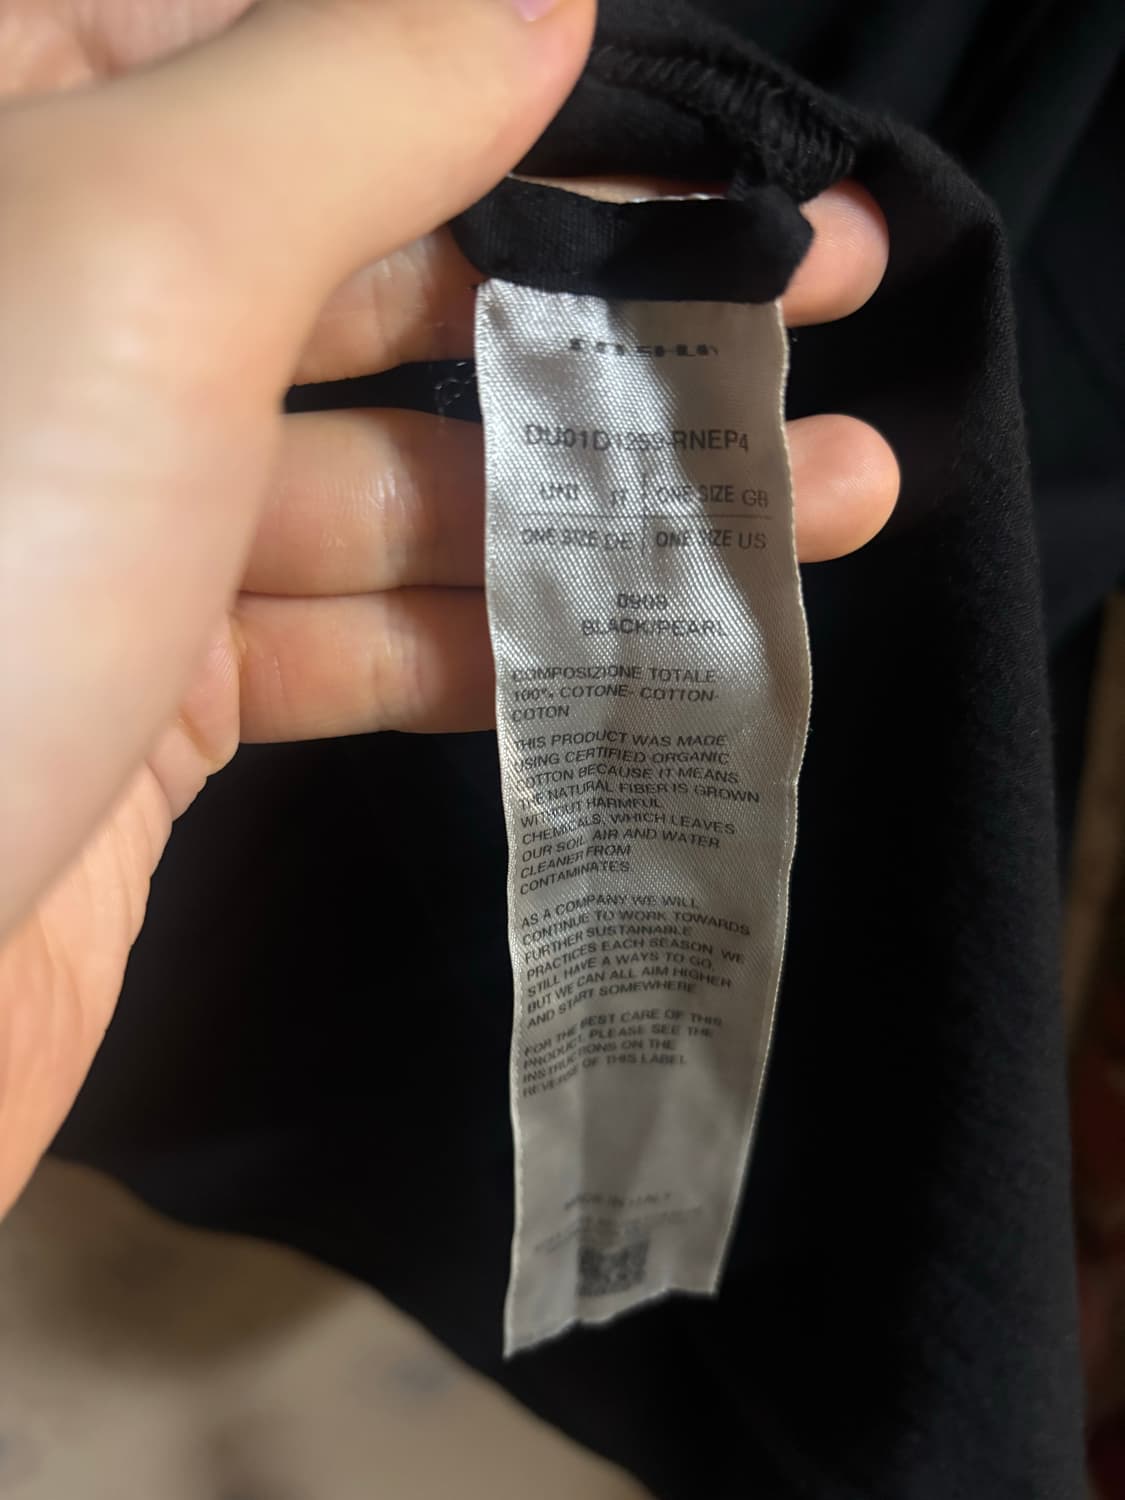 DU01D1259-RNEP4
UNI IT ONE SIZE GB
ONE SIZE DE ONE SIZE US
0909
BLACK/PEARL
COMPOSIZIONE TOTALE
100% COTONE- COTTON-
COTON
THIS PRODUCT WAS MADE
USING CERTIFIED ORGANIC
COTTON BECAUSE IT MEANS
THE NATURAL FIBER IS GROWN
WITHOUT HARMFUL
CHEMICALS, WHICH LEAVES
OUR SOIL AIR AND WATER
CLEANER FROM
CONTAMINATES
AS A COMPANY WE WILL
CONTINUE TO WORK TOWARDS
FURTHER SUSTAINABLE
PRACTICES EACH SEASON. WE
STILL HAVE A WAYS TO GO,
BUT WE CAN ALL AIM HIGHER
AND START SOMEWHERE
FOR THE BEST CARE OF THIS
PRODUCT, PLEASE SEE THE
INSTRUCTIONS ON THE
REVERSE OF THIS LABEL
MADE IN ITALY